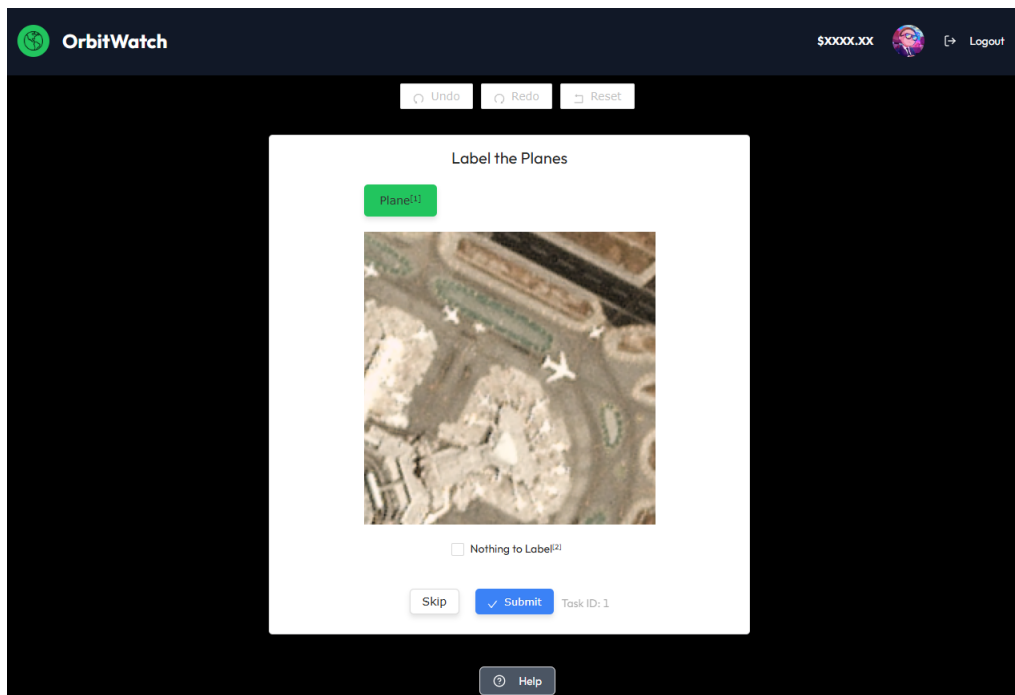 OrbitWatch
$XXXX.XX
Logout
Undo
Redo
Reset
Label the Planes
Plane[1]
Nothing to Label[2]
Skip
Submit
Task ID: 1
Help